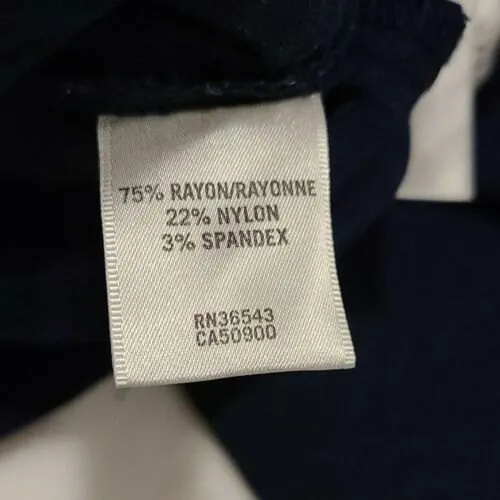 75% RAYON/RAYONNE
22% NYLON
3% SPANDEX
RN36543
CA50900